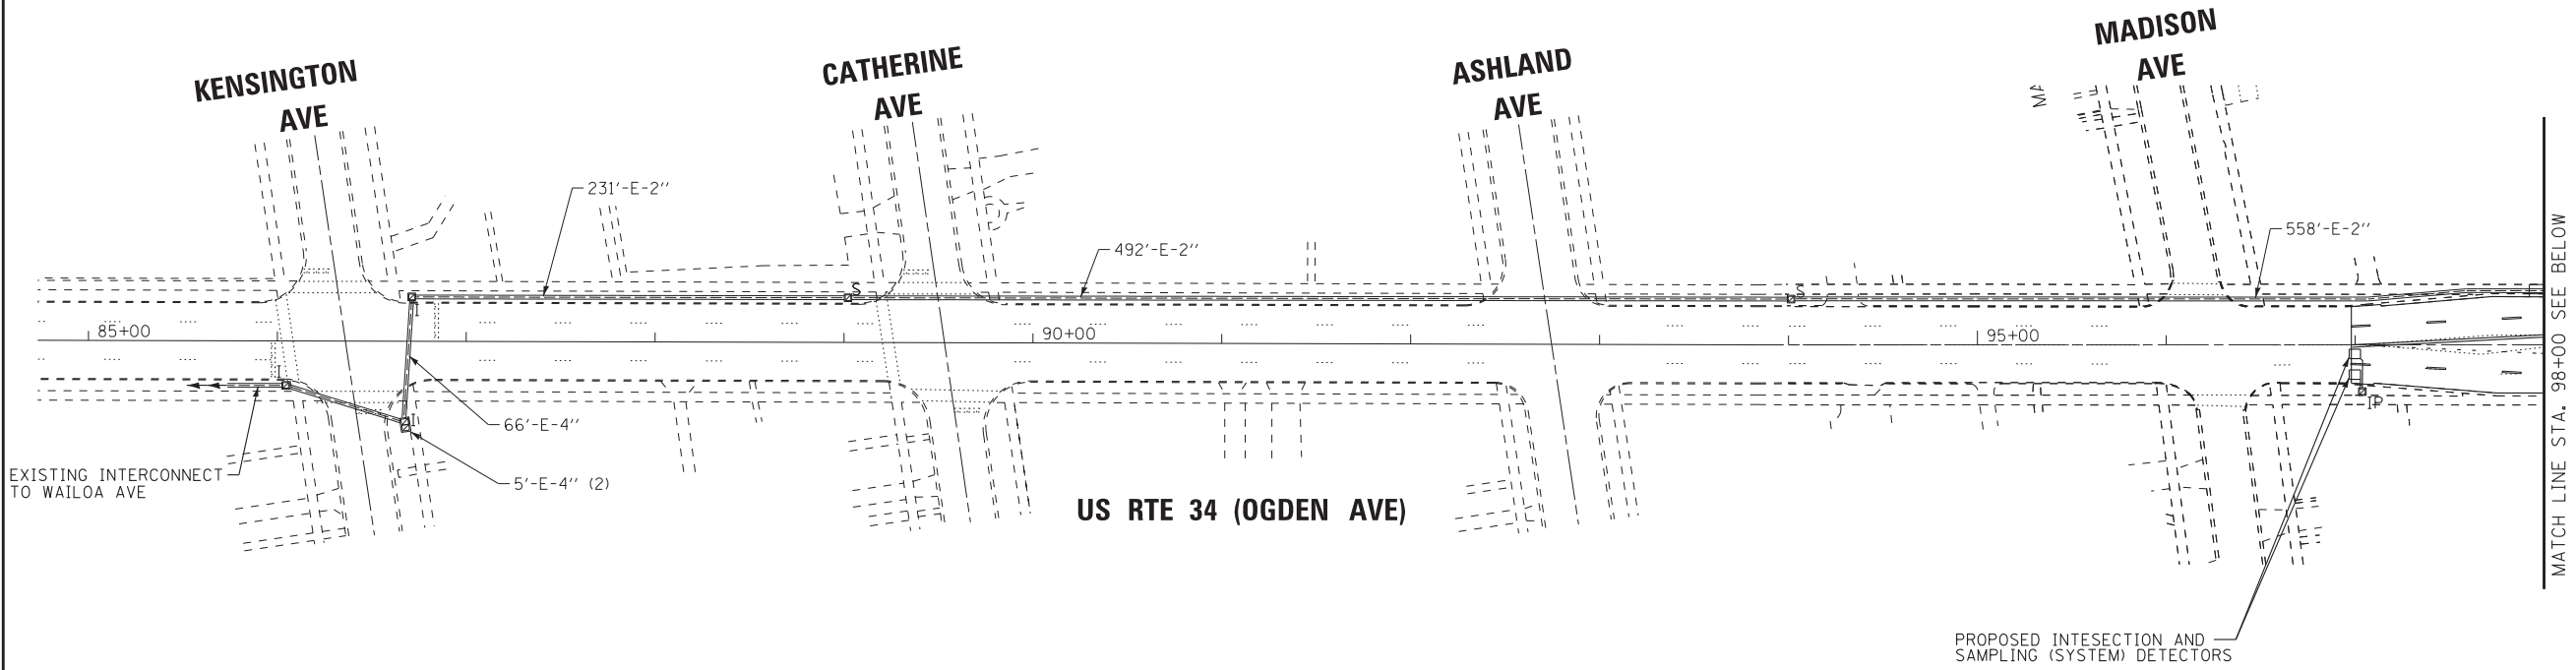 KENSINGTON
AVE
CATHERINE
AVE
ASHLAND
AVE
MADISON
AVE
MA
231'-E-2''
S
492'-E-2''
S
558'-E-2''
I
85+00
90+00
95+00
I
I
IP
66'-E-4''
5'-E-4'' (2)
EXISTING INTERCONNECT
TO WAILOA AVE
US RTE 34 (OGDEN AVE)
PROPOSED INTESECTION AND
SAMPLING (SYSTEM) DETECTORS
MATCH LINE STA. 98+00 SEE BELOW